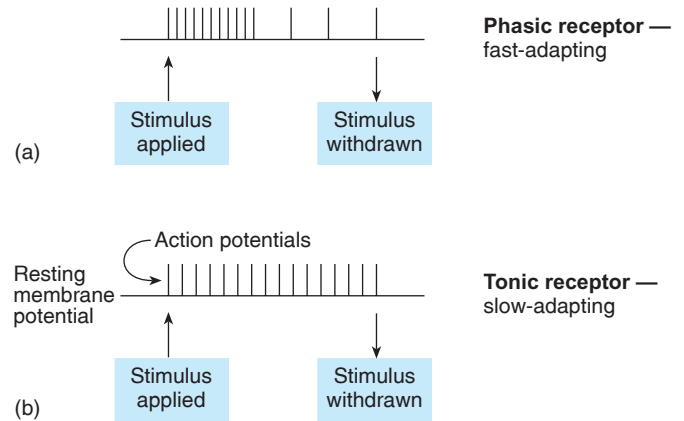 Phasic receptor —
fast-adapting
Stimulus
applied
Stimulus
withdrawn
(a)
Action potentials
Resting
membrane
potential
Tonic receptor —
slow-adapting
Stimulus
applied
Stimulus
withdrawn
(b)